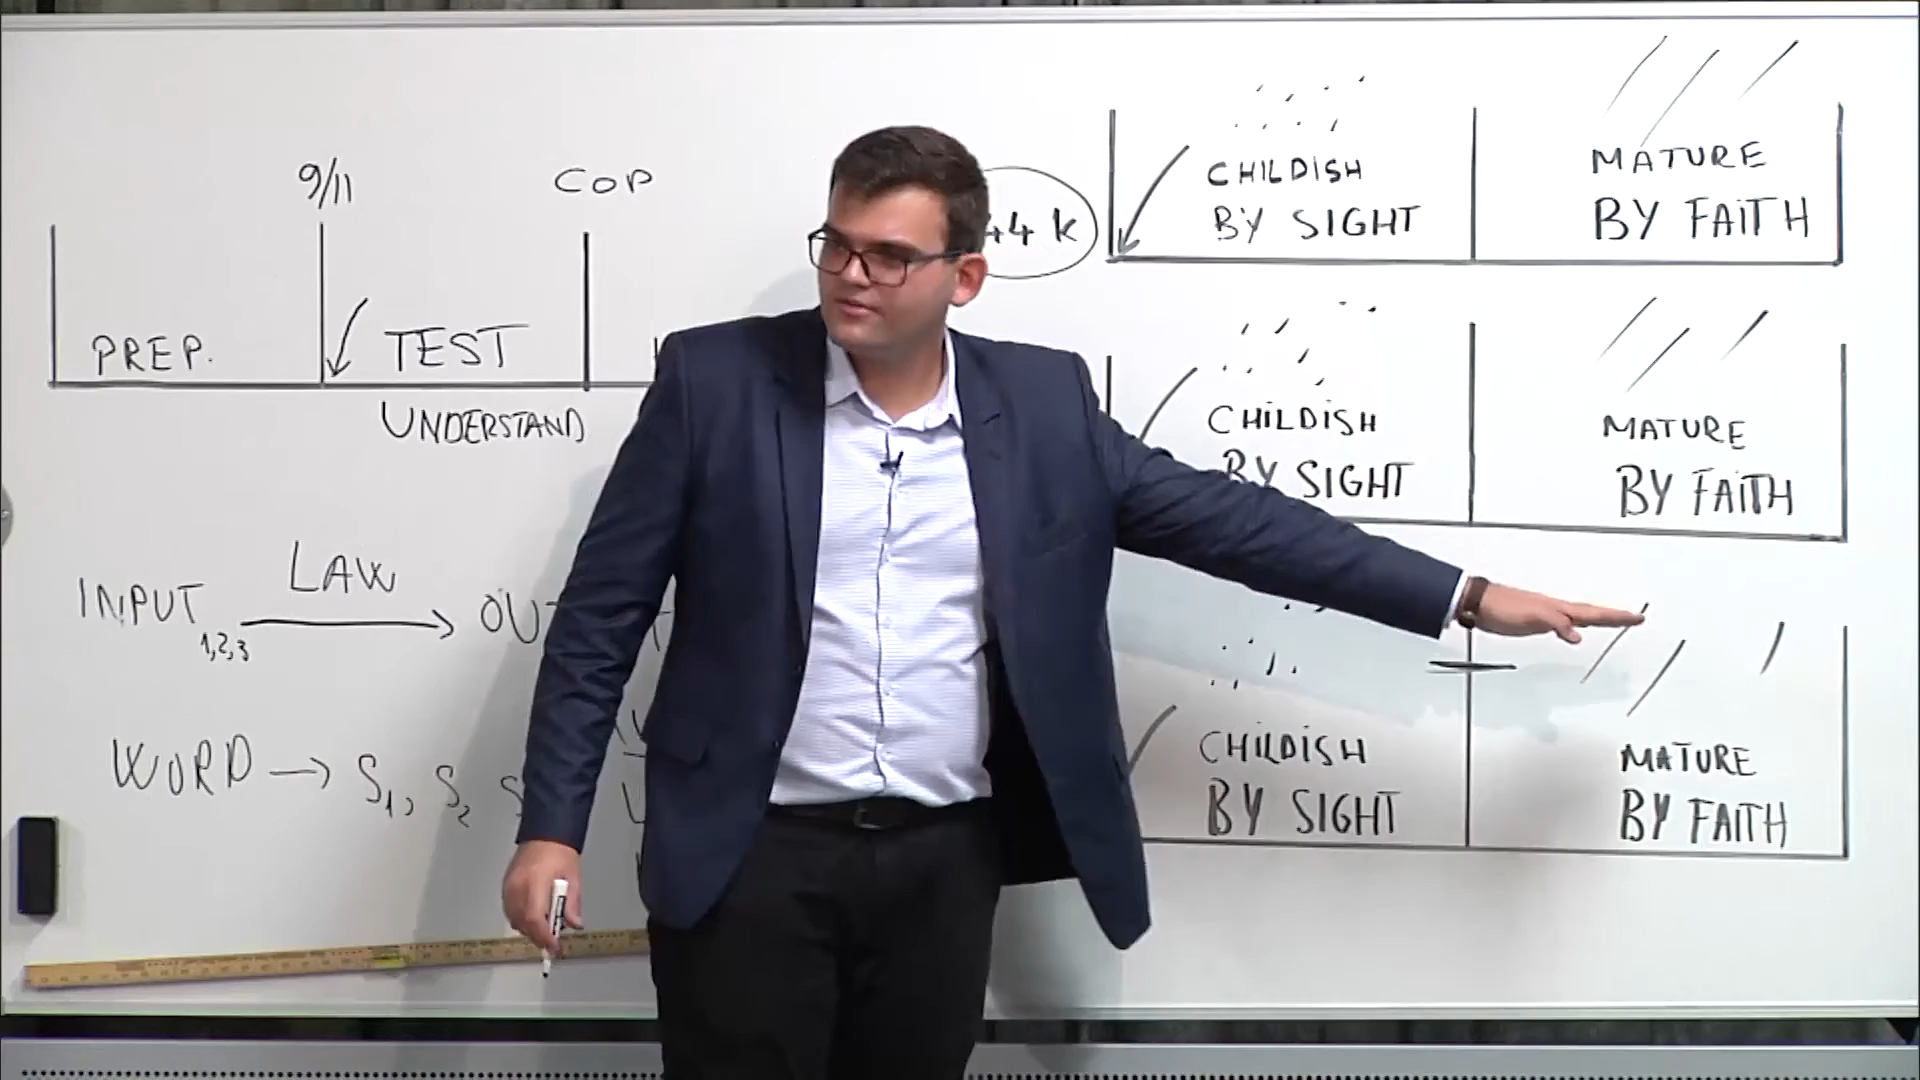 9/11
COP
PREP.
TEST
UNDERSTAND
INPUT 1,2,3
LAW
WORD → S1, S2
44 k
CHILDISH
BY SIGHT
MATURE
BY FAITH
CHILDISH
BY SIGHT
MATURE
BY FAITH
CHILDISH
BY SIGHT
MATURE
BY FAITH